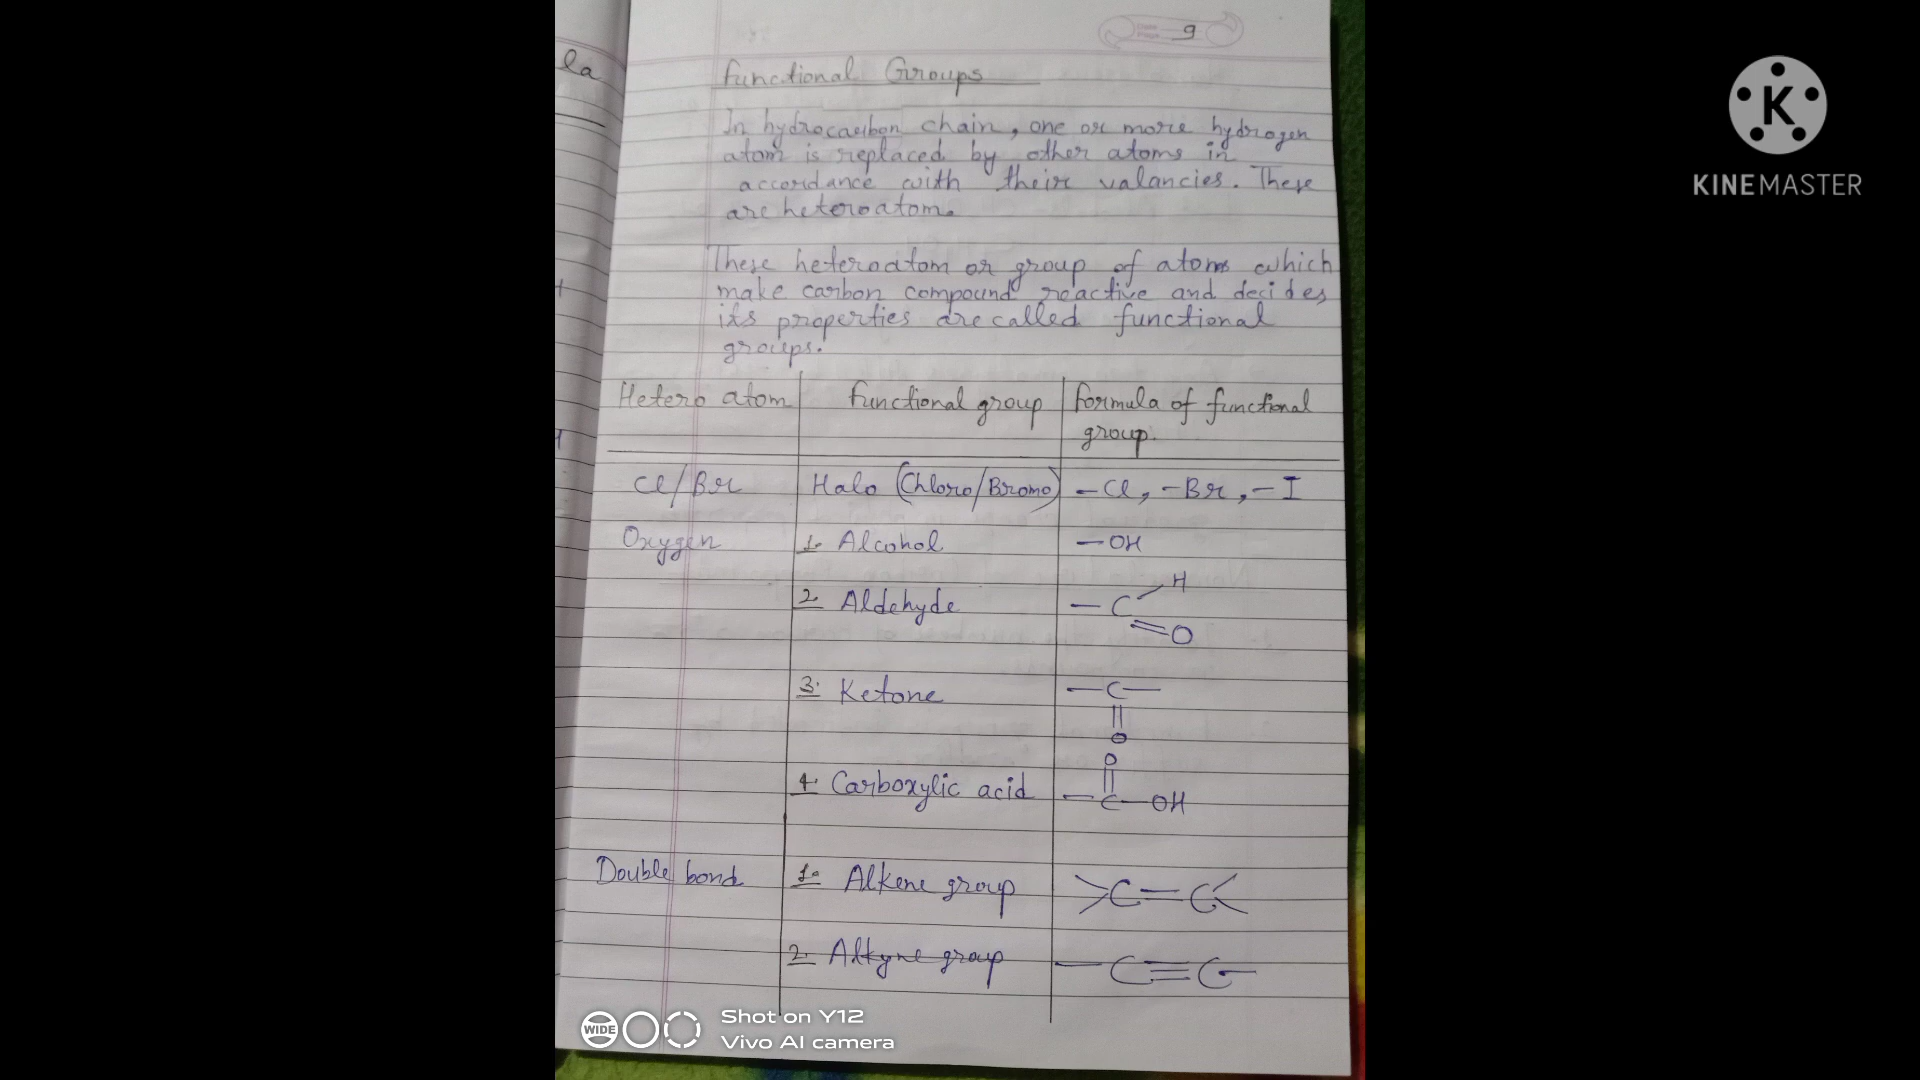 9
la
Functional Groups
In hydrocarbon chain, one or more hydrogen
atom is replaced by other atoms in
accordance with their valancies. These
are heteroatom.
These heteroatom or group of atoms which
make carbon compound reactive and decides
its properties are called functional
groups.
Hetero atom | Functional group | Formula of functional
group.
Cl/Br | Halo (Chloro/Bromo) | -Cl, -Br, -I
Oxygen | 1. Alcohol | -OH
2. Aldehyde | -C H
=O
3. Ketone | -C-
||
O
O
||
4. Carboxylic acid | -C-OH
Double bond | 1. Alkene group | >C=C<
2. Alkyne group | -C≡C-
WIDE
Shot on Y12
Vivo AI camera
K
KINEMASTER